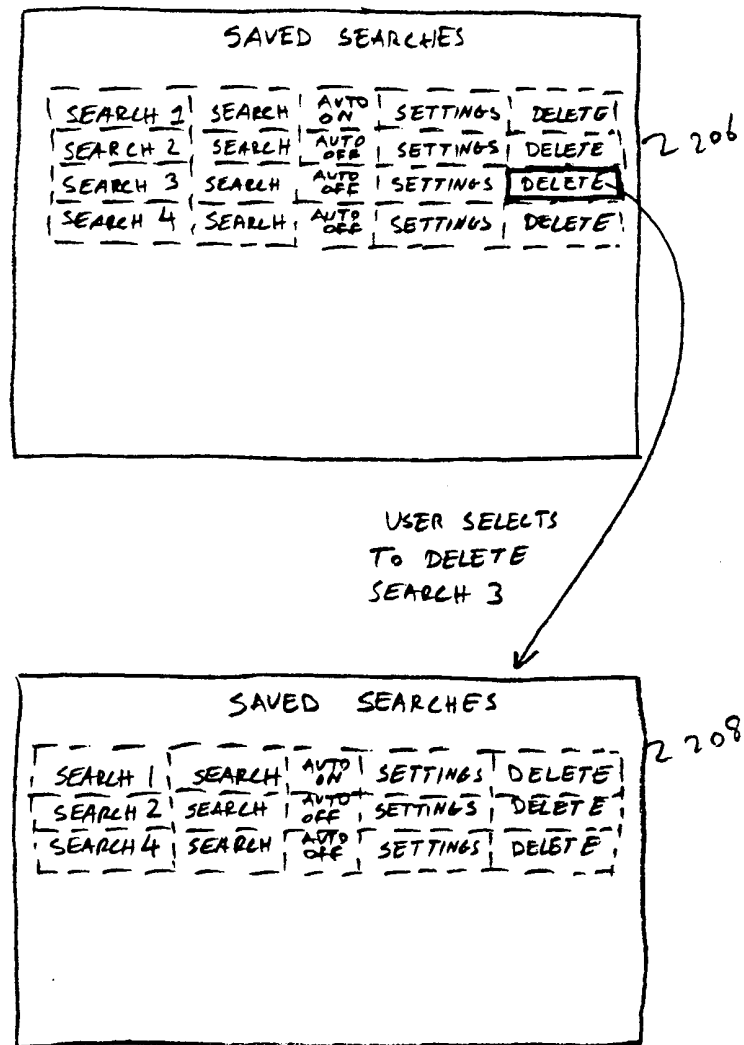 SAVED SEARCHES
SEARCH 1 SEARCH AUTO ON SETTINGS DELETE
SEARCH 2 SEARCH AUTO OFF SETTINGS DELETE
SEARCH 3 SEARCH AUTO OFF SETTINGS DELETE
SEARCH 4 SEARCH AUTO OFF SETTINGS DELETE
2206
USER SELECTS
TO DELETE
SEARCH 3
SAVED SEARCHES
2208
SEARCH 1 SEARCH AUTO ON SETTINGS DELETE
SEARCH 2 SEARCH AUTO OFF SETTINGS DELETE
SEARCH 4 SEARCH AUTO OFF SETTINGS DELETE